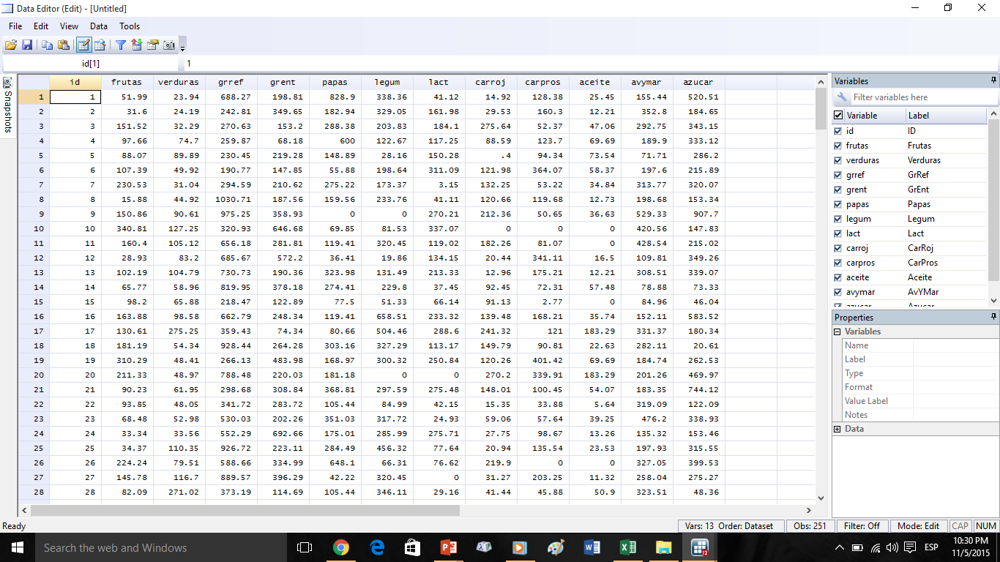 Data Editor (Edit) - [Untitled]
File Edit View Data Tools
id[1] 1
Snapshots
id frutas verduras grref grent papas legum lact carroj carpros aceite avymar azucar
1 1 51.99 23.94 688.27 198.81 828.9 338.36 41.12 14.92 128.38 25.45 155.44 520.51
2 2 31.6 24.19 242.81 349.65 182.94 329.05 161.98 29.53 160.3 12.21 352.8 184.65
3 3 151.52 32.29 270.63 153.2 288.38 203.83 184.1 275.64 52.37 47.06 292.75 343.15
4 4 97.66 74.7 259.87 68.18 600 122.67 117.25 88.59 123.7 69.69 189.9 333.12
5 5 88.07 89.89 230.45 219.28 148.89 28.16 150.28 .4 94.34 73.54 71.71 286.2
6 6 107.39 49.92 190.77 147.85 55.88 198.64 311.09 121.98 364.07 58.37 197.6 215.89
7 7 230.53 31.04 294.59 210.62 275.22 173.37 3.15 132.25 53.22 34.84 313.77 320.07
8 8 15.88 44.92 1030.71 187.56 159.56 233.76 41.11 120.66 119.68 12.73 198.68 153.34
9 9 150.86 90.61 975.25 358.93 0 0 270.21 212.36 50.65 36.63 529.33 907.7
10 10 340.81 127.25 320.93 646.68 69.85 81.53 337.07 0 0 0 420.56 147.83
11 11 160.4 105.12 656.18 281.81 119.41 320.45 119.02 182.26 81.07 0 428.54 215.02
12 12 28.93 83.2 685.67 572.2 36.41 19.86 134.15 20.44 341.11 16.5 109.81 349.26
13 13 102.19 104.79 730.73 190.36 323.98 131.49 213.33 12.96 175.21 12.21 308.51 339.07
14 14 65.77 58.96 819.95 378.18 274.41 229.8 37.45 92.45 72.31 57.48 78.88 73.33
15 15 98.2 65.88 218.47 122.89 77.5 51.33 66.14 91.13 2.77 0 84.96 46.04
16 16 163.88 98.58 662.79 248.34 119.41 658.51 233.32 139.48 168.21 35.74 152.11 583.52
17 17 130.61 275.25 359.43 74.34 80.66 504.46 288.6 241.32 121 183.29 331.37 180.34
18 18 181.19 54.34 928.44 264.28 303.16 327.29 113.17 149.79 90.81 22.63 282.11 20.61
19 19 310.29 48.41 266.13 483.98 168.97 300.32 250.84 120.26 401.42 69.69 184.74 262.53
20 20 211.33 48.97 788.48 220.03 181.18 0 0 270.2 339.91 183.29 201.26 469.97
21 21 90.23 61.95 298.68 308.84 368.81 297.59 275.48 148.01 100.45 54.07 183.35 744.12
22 22 93.85 48.05 341.72 283.72 105.44 84.99 42.15 15.35 33.88 5.64 319.09 122.09
23 23 68.48 52.98 530.03 202.26 351.03 317.72 24.93 59.06 57.64 39.25 476.2 338.93
24 24 33.34 33.56 552.29 692.66 175.01 285.99 275.71 27.75 98.67 13.26 135.32 153.46
25 25 34.37 110.35 926.72 223.11 284.49 456.32 77.64 20.94 135.54 23.53 197.93 315.55
26 26 224.24 79.51 588.66 334.99 648.1 66.31 76.62 219.9 0 0 327.05 399.53
27 27 145.78 116.7 889.57 396.29 42.22 320.45 0 31.27 203.25 11.32 258.04 275.27
28 28 82.09 271.02 373.19 114.69 105.44 346.11 29.16 41.44 45.88 50.9 323.51 48.36
Variables
Filter variables here
Variable Label
id ID
frutas Frutas
verduras Verduras
grref GrRef
grent GrEnt
papas Papas
legum Legum
lact Lact
carroj CarRoj
carpros CarPros
aceite Aceite
avymar AvYMar
azucar Azucar
Properties
Variables
Name
Label
Type
Format
Value Label
Notes
Data
Ready Vars: 13 Order: Dataset Obs: 251 Filter: Off Mode: Edit CAP NUM
Search the web and Windows ESP 10:30 PM
11/5/2015